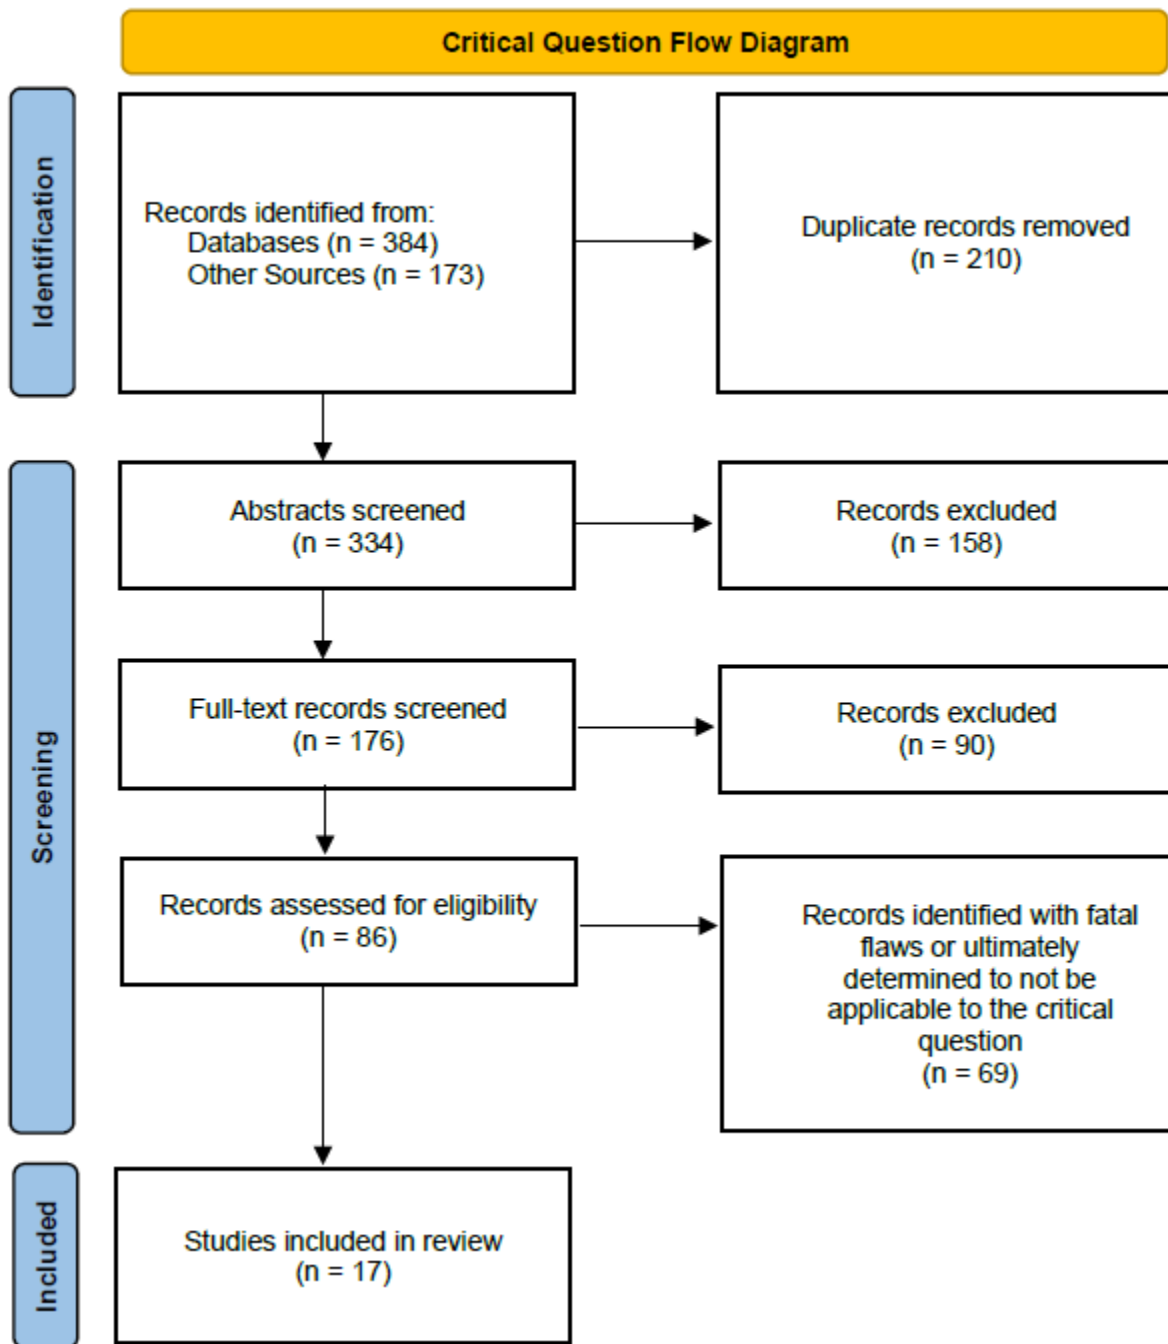 Critical Question Flow Diagram
Identification
Records identified from:
Databases (n = 384)
Other Sources (n = 173)
Duplicate records removed
(n = 210)
Screening
Abstracts screened
(n = 334)
Records excluded
(n = 158)
Full-text records screened
(n = 176)
Records excluded
(n = 90)
Records assessed for eligibility
(n = 86)
Records identified with fatal
flaws or ultimately
determined to not be
applicable to the critical
question
(n = 69)
Included
Studies included in review
(n = 17)